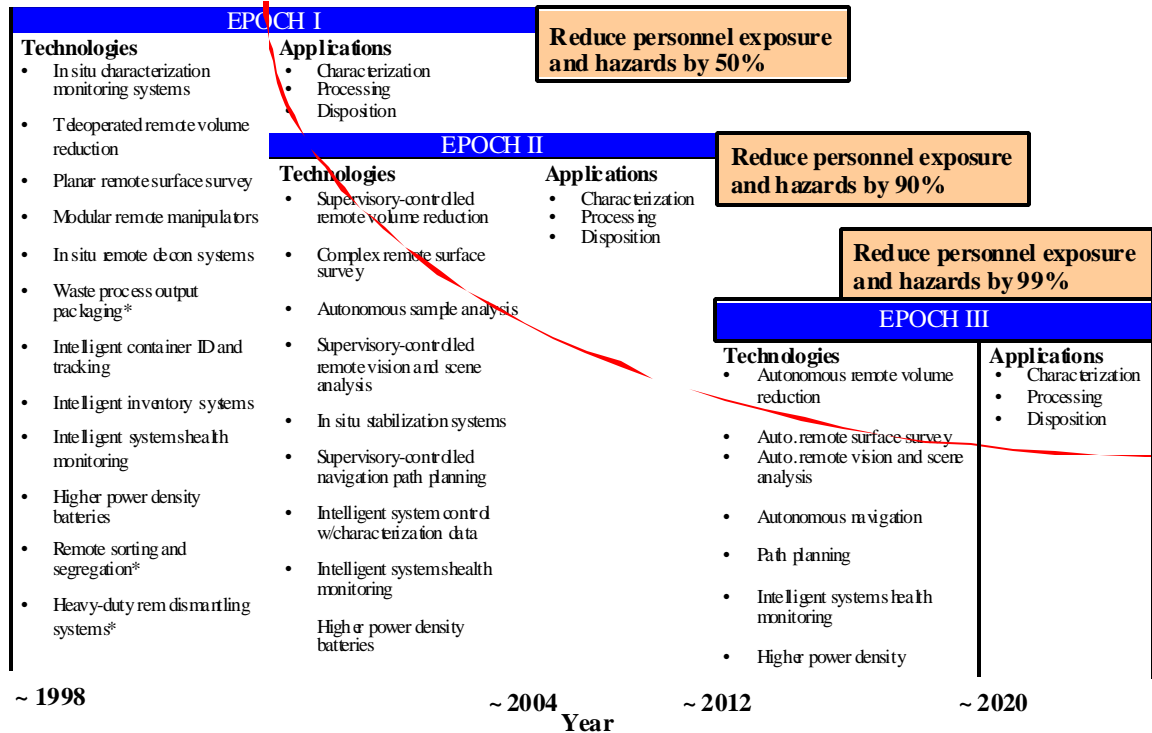 EPOCH I
Reduce personnel exposure
and hazards by 50%
Technologies
• In situ characterization
monitoring systems
• Teleoperated remote volume
reduction
• Planar remote surface survey
• Modular remote manipulators
• In situ remote decon systems
• Waste process output
packaging*
• Intelligent container ID and
tracking
• Intelligent inventory systems
• Intelligent systems health
monitoring
• Higher power density
batteries
• Remote sorting and
segregation*
• Heavy-duty rem dismantling
systems*
Applications
• Characterization
• Processing
• Disposition
EPOCH II
Reduce personnel exposure
and hazards by 90%
Technologies
• Supervisory-controlled
remote volume reduction
• Complex remote surface
survey
• Autonomous sample analysis
• Supervisory-controlled
remote vision and scene
analysis
• In situ stabilization systems
• Supervisory-controlled
navigation path planning
• Intelligent system control
w/characterization data
• Intelligent systems health
monitoring
Higher power density
batteries
Applications
• Characterization
• Processing
• Disposition
Reduce personnel exposure
and hazards by 99%
EPOCH III
Technologies
• Autonomous remote volume
reduction
• Auto. remote surface survey
• Auto. remote vision and scene
analysis
• Autonomous navigation
• Path planning
• Intelligent systems health
monitoring
• Higher power density
Applications
• Characterization
• Processing
• Disposition
~ 1998
~ 2004
~ 2012
~ 2020
Year